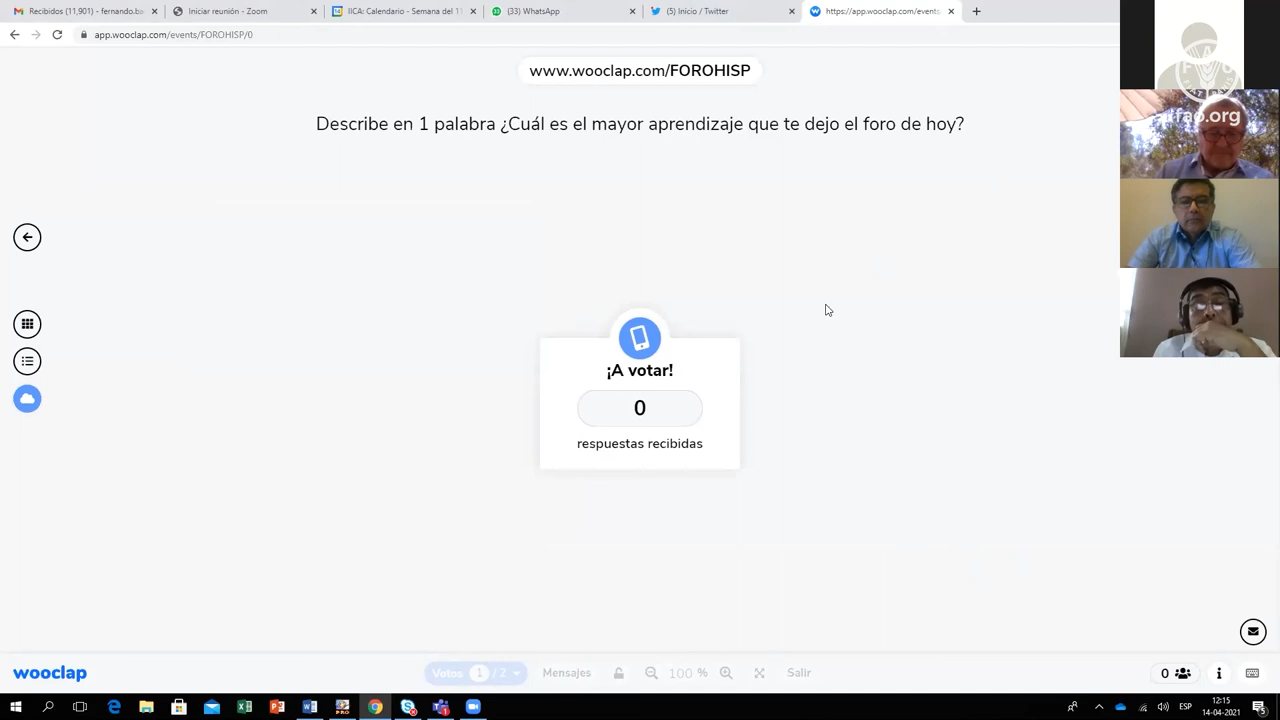 Recibidos (11,901) - fernando.ba
Iniciar reunión - Zoom
IICA: Calendario - Semana del 11
(33) WhatsApp
(5) Inicio / Twitter
https://app.wooclap.com/events
app.wooclap.com/events/FOROHISP/0
www.wooclap.com/FOROHISP
Describe en 1 palabra ¿Cuál es el mayor aprendizaje que te dejo el foro de hoy?
fao.org
¡A votar!
0
respuestas recibidas
wooclap
Votos 1 / 2
Mensajes
100 %
Salir
0
ESP
12:15
14-04-2021